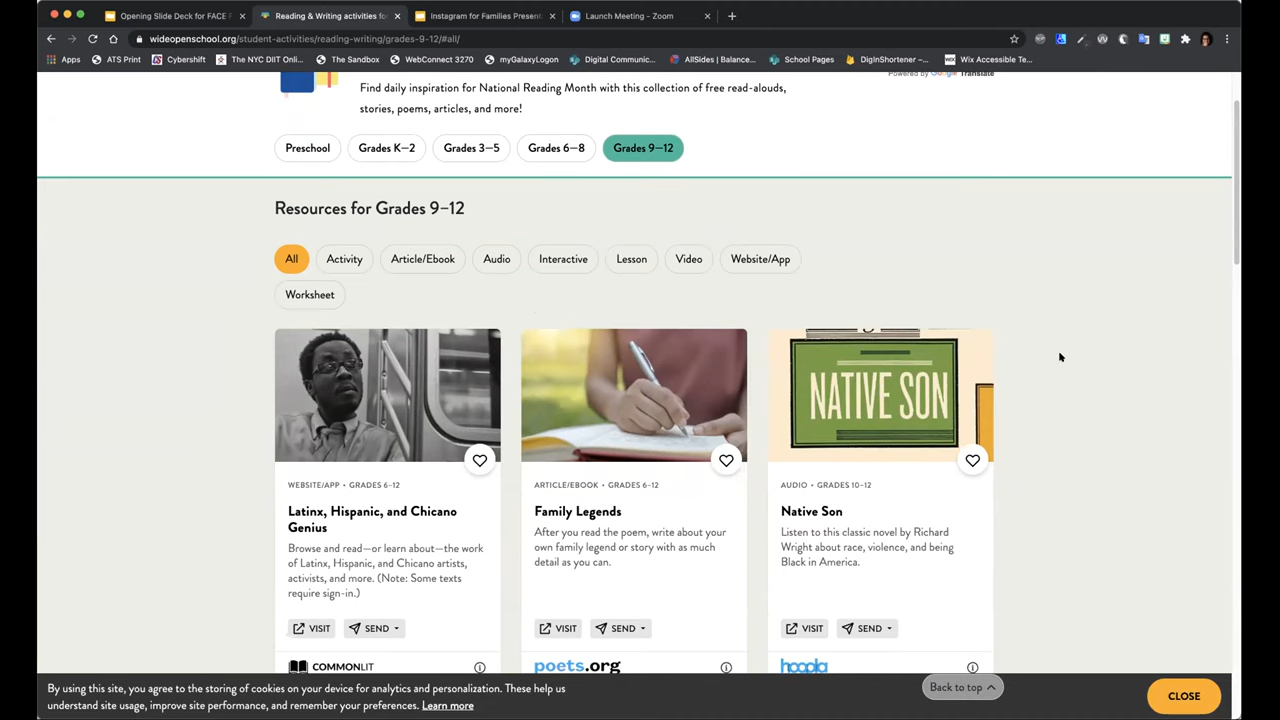 Opening Slide Deck for FACE F
Reading & Writing activities fo
Instagram for Families Present
Launch Meeting - Zoom
wideopenschool.org/student-activities/reading-writing/grades-9-12/#all/
Apps
ATS Print
Cybershift
The NYC DIIT Onli...
The Sandbox
WebConnect 3270
myGalaxyLogon
Digital Communic...
AllSides | Balance...
School Pages
DigInShortener –...
Wix Accessible Te...
Powered by Google Translate
Find daily inspiration for National Reading Month with this collection of free read-alouds,
stories, poems, articles, and more!
Preschool
Grades K–2
Grades 3–5
Grades 6–8
Grades 9–12
Resources for Grades 9–12
All
Activity
Article/Ebook
Audio
Interactive
Lesson
Video
Website/App
Worksheet
NATIVE SON
WEBSITE/APP • GRADES 6-12
Latinx, Hispanic, and Chicano
Genius
Browse and read—or learn about—the work
of Latinx, Hispanic, and Chicano artists,
activists, and more. (Note: Some texts
require sign-in.)
VISIT
SEND
COMMONLIT
ARTICLE/EBOOK • GRADES 6-12
Family Legends
After you read the poem, write about your
own family legend or story with as much
detail as you can.
VISIT
SEND
poets.org
AUDIO • GRADES 10-12
Native Son
Listen to this classic novel by Richard
Wright about race, violence, and being
Black in America.
VISIT
SEND
hoopla
Back to top
By using this site, you agree to the storing of cookies on your device for analytics and personalization. These help us
understand site usage, improve site performance, and remember your preferences. Learn more
CLOSE